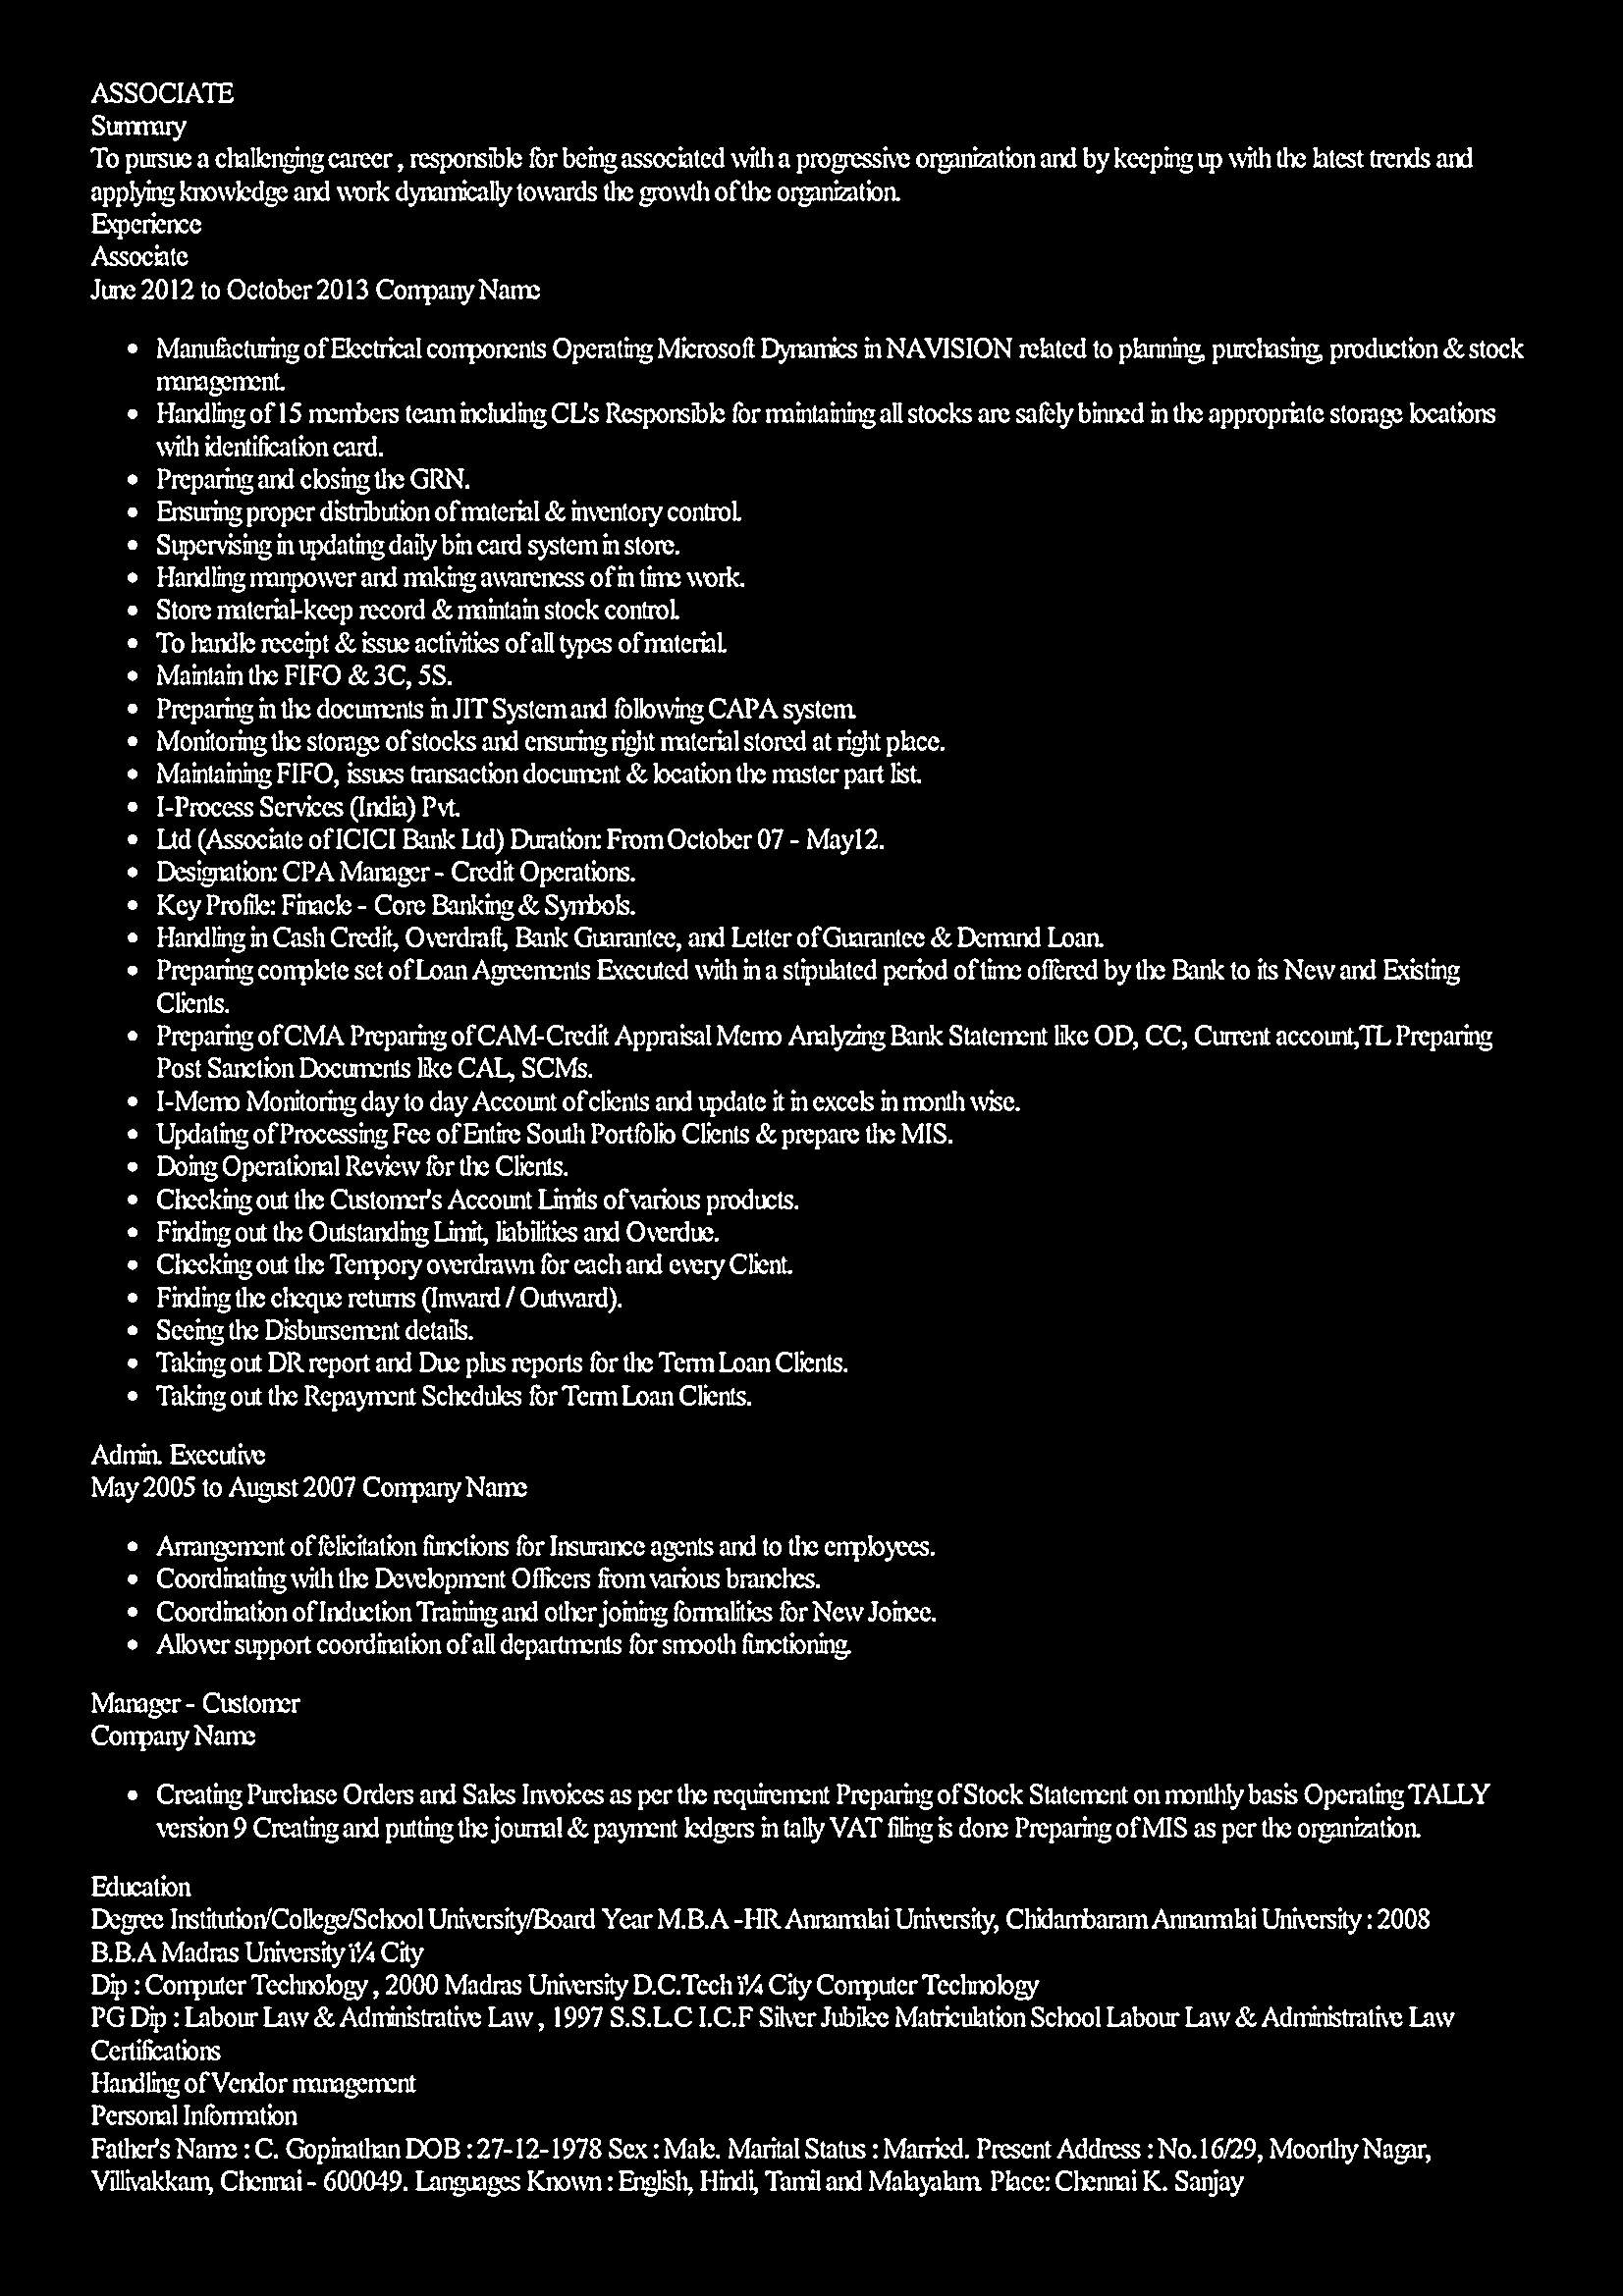 ASSOCIATE
Summary
To pursue a challenging career , responsible for being associated with a progressive organization and by keeping up with the latest trends and
applying knowledge and work dynamically towards the growth of the organization.
Experience
Associate
June 2012 to October 2013 Company Name
• Manufacturing of Electrical components Operating Microsoft Dynamics in NAVISION related to planning, purchasing, production & stock
management.
• Handling of 15 members team including CL's Responsible for maintaining all stocks are safely binned in the appropriate storage locations
with identification card.
• Preparing and closing the GRN.
• Ensuring proper distribution of material & inventory control.
• Supervising in updating daily bin card system in store.
• Handling manpower and making awareness of in time work.
• Store material-keep record & maintain stock control.
• To handle receipt & issue activities of all types of material.
• Maintain the FIFO & 3C, 5S.
• Preparing in the documents in JIT System and following CAPA system.
• Monitoring the storage of stocks and ensuring right material stored at right place.
• Maintaining FIFO, issues transaction document & location the master part list.
• I-Process Services (India) Pvt.
• Ltd (Associate of ICICI Bank Ltd) Duration: From October 07 - May12.
• Designation: CPA Manager - Credit Operations.
• Key Profile: Finacle - Core Banking & Symbols.
• Handling in Cash Credit, Overdraft, Bank Guarantee, and Letter of Guarantee & Demand Loan.
• Preparing complete set of Loan Agreements Executed with in a stipulated period of time offered by the Bank to its New and Existing
Clients.
• Preparing of CMA Preparing of CAM-Credit Appraisal Memo Analyzing Bank Statement like OD, CC, Current account,TL Preparing
Post Sanction Documents like CAL, SCMs.
• I-Memo Monitoring day to day Account of clients and update it in excels in month wise.
• Updating of Processing Fee of Entire South Portfolio Clients & prepare the MIS.
• Doing Operational Review for the Clients.
• Checking out the Customer's Account Limits of various products.
• Finding out the Outstanding Limit, liabilities and Overdue.
• Checking out the Tempory overdrawn for each and every Client.
• Finding the cheque returns (Inward / Outward).
• Seeing the Disbursement details.
• Taking out DR report and Due plus reports for the Term Loan Clients.
• Taking out the Repayment Schedules for Term Loan Clients.
Admin. Executive
May 2005 to August 2007 Company Name
• Arrangement of felicitation functions for Insurance agents and to the employees.
• Coordinating with the Development Officers from various branches.
• Coordination of Induction Training and other joining formalities for New Joinee.
• Allover support coordination of all departments for smooth functioning.
Manager - Customer
Company Name
• Creating Purchase Orders and Sales Invoices as per the requirement Preparing of Stock Statement on monthly basis Operating TALLY
version 9 Creating and putting the journal & payment ledgers in tally VAT filing is done Preparing of MIS as per the organization.
Education
Degree Institution/College/School University/Board Year M.B.A -HR Annamalai University, Chidambaram Annamalai University : 2008
B.B.A Madras University ï¼ City
Dip : Computer Technology , 2000 Madras University D.C.Tech ï¼ City Computer Technology
PG Dip : Labour Law & Administrative Law , 1997 S.S.L.C I.C.F Silver Jubilee Matriculation School Labour Law & Administrative Law
Certifications
Handling of Vendor management
Personal Information
Father's Name : C. Gopinathan DOB : 27-12-1978 Sex : Male. Marital Status : Married. Present Address : No.16/29, Moorthy Nagar,
Villivakkam, Chennai - 600049. Languages Known : English, Hindi, Tamil and Malayalam. Place: Chennai K. Sanjay